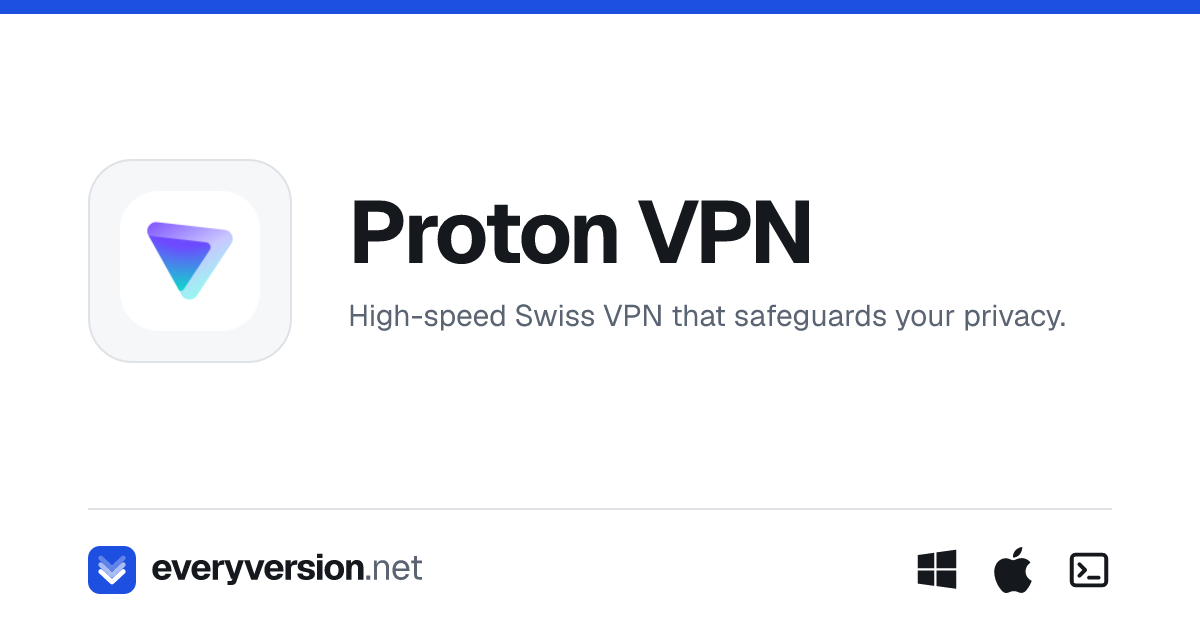 Proton VPN
High-speed Swiss VPN that safeguards your privacy.
everyversion.net